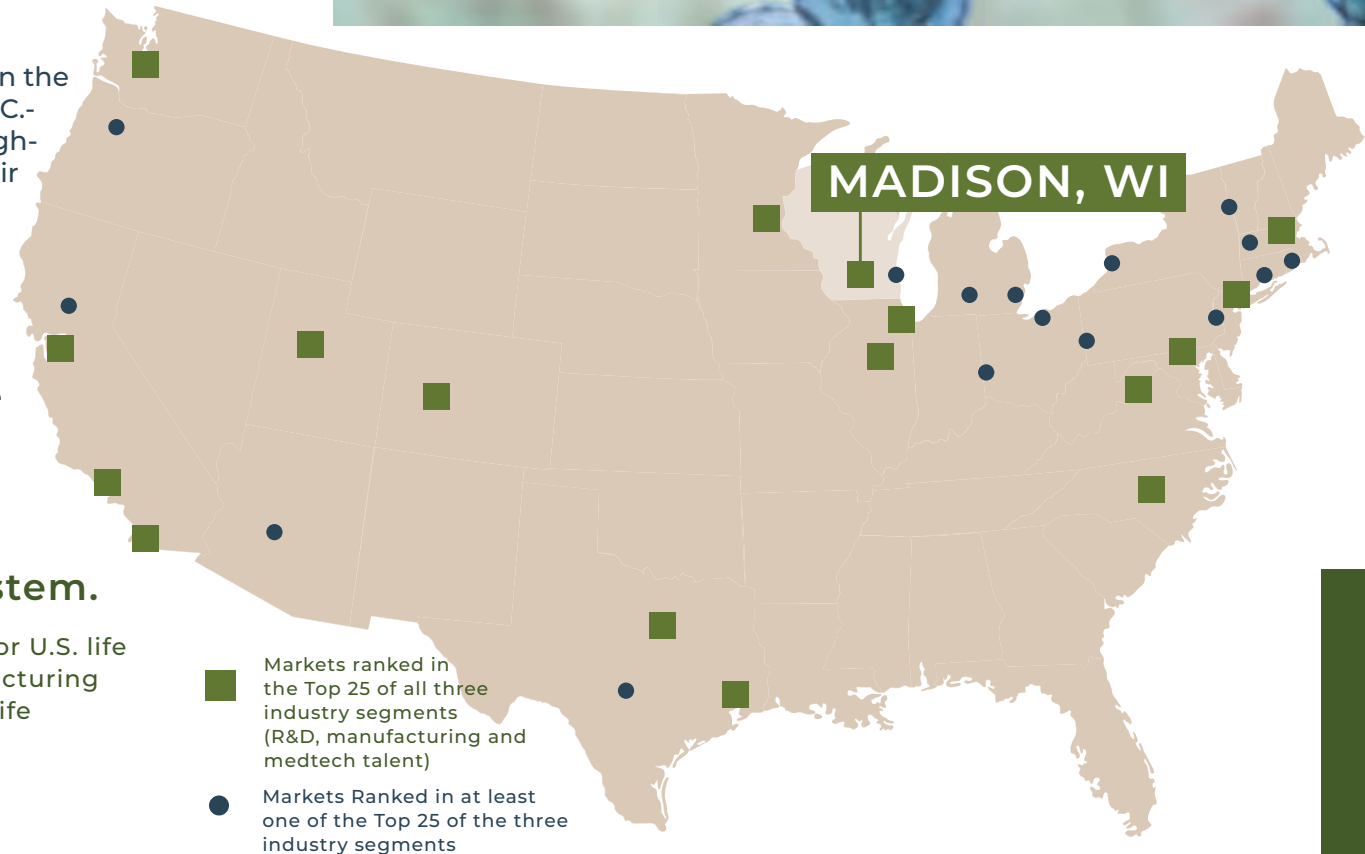 n the
C.-
gh-
ir
MADISON, WI
stem.
or U.S. life
cturing
ife
Markets ranked in
the Top 25 of all three
industry segments
(R&D, manufacturing and
medtech talent)
Markets Ranked in at least
one of the Top 25 of the three
industry segments